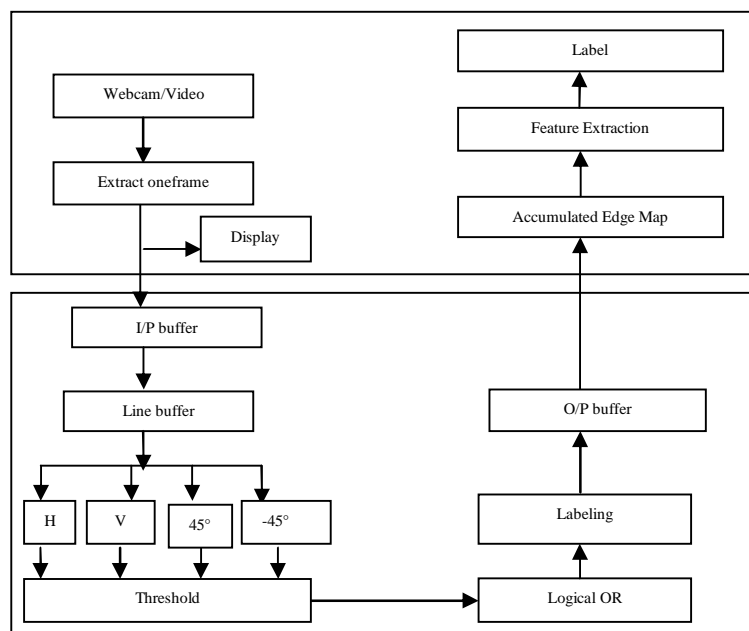 Webcam/Video
Extract oneframe
Display
Label
Feature Extraction
Accumulated Edge Map
I/P buffer
Line buffer
H
V
45°
-45°
Threshold
O/P buffer
Labeling
Logical OR